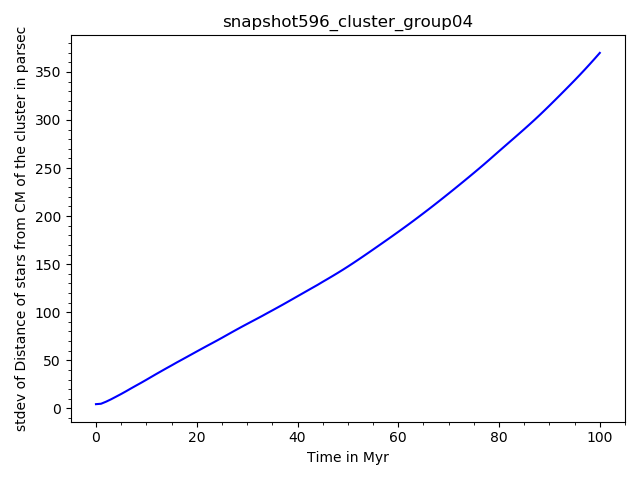 snapshot596_cluster_group04
stdev of Distance of stars from CM of the cluster in parsec
350
300
250
200
150
100
50
0
0 20 40 60 80 100
Time in Myr